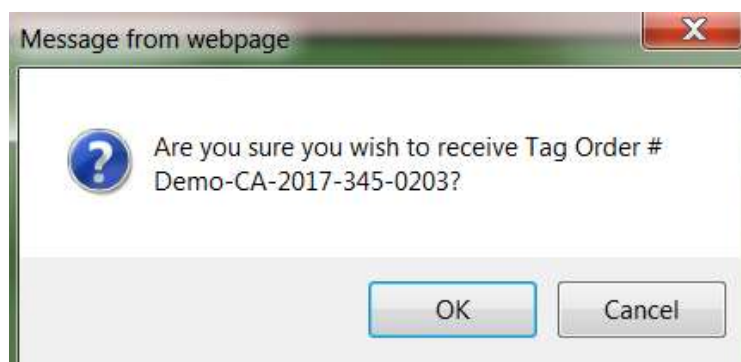 Message from webpage
Are you sure you wish to receive Tag Order #
Demo-CA-2017-345-0203?
OK
Cancel